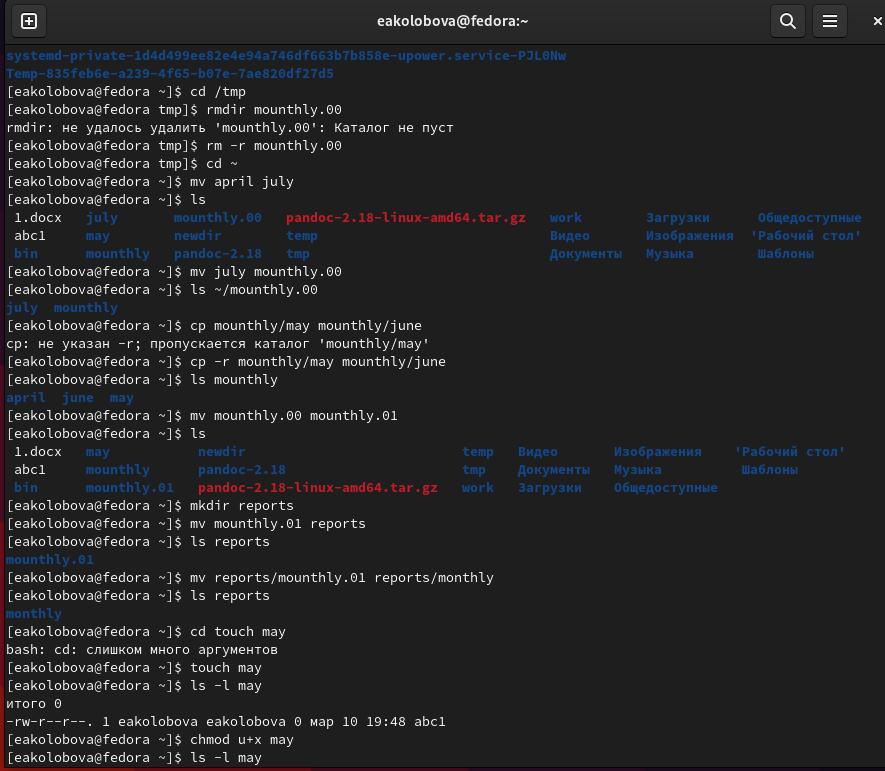 eakolobova@fedora:~
systemd-private-1d4d499ee82e4e94a746df663b7b858e-upower.service-PJL0Nw
Temp-835feb6e-a239-4f65-b07e-7ae820df27d5
[eakolobova@fedora ~]$ cd /tmp
[eakolobova@fedora tmp]$ rmdir mounthly.00
rmdir: не удалось удалить 'mounthly.00': Каталог не пуст
[eakolobova@fedora tmp]$ rm -r mounthly.00
[eakolobova@fedora tmp]$ cd ~
[eakolobova@fedora ~]$ mv april july
[eakolobova@fedora ~]$ ls
1.docx july mounthly.00 pandoc-2.18-linux-amd64.tar.gz work Загрузки Общедоступные
abc1 may newdir temp Видео Изображения 'Рабочий стол'
bin mounthly pandoc-2.18 tmp Документы Музыка Шаблоны
[eakolobova@fedora ~]$ mv july mounthly.00
[eakolobova@fedora ~]$ ls ~/mounthly.00
july mounthly
[eakolobova@fedora ~]$ cp mounthly/may mounthly/june
cp: не указан -r; пропускается каталог 'mounthly/may'
[eakolobova@fedora ~]$ cp -r mounthly/may mounthly/june
[eakolobova@fedora ~]$ ls mounthly
april june may
[eakolobova@fedora ~]$ mv mounthly.00 mounthly.01
[eakolobova@fedora ~]$ ls
1.docx may newdir temp Видео Изображения 'Рабочий стол'
abc1 mounthly pandoc-2.18 tmp Документы Музыка Шаблоны
bin mounthly.01 pandoc-2.18-linux-amd64.tar.gz work Загрузки Общедоступные
[eakolobova@fedora ~]$ mkdir reports
[eakolobova@fedora ~]$ mv mounthly.01 reports
[eakolobova@fedora ~]$ ls reports
mounthly.01
[eakolobova@fedora ~]$ mv reports/mounthly.01 reports/monthly
[eakolobova@fedora ~]$ ls reports
monthly
[eakolobova@fedora ~]$ cd touch may
bash: cd: слишком много аргументов
[eakolobova@fedora ~]$ touch may
[eakolobova@fedora ~]$ ls -l may
итого 0
-rw-r--r--. 1 eakolobova eakolobova 0 мар 10 19:48 abc1
[eakolobova@fedora ~]$ chmod u+x may
[eakolobova@fedora ~]$ ls -l may